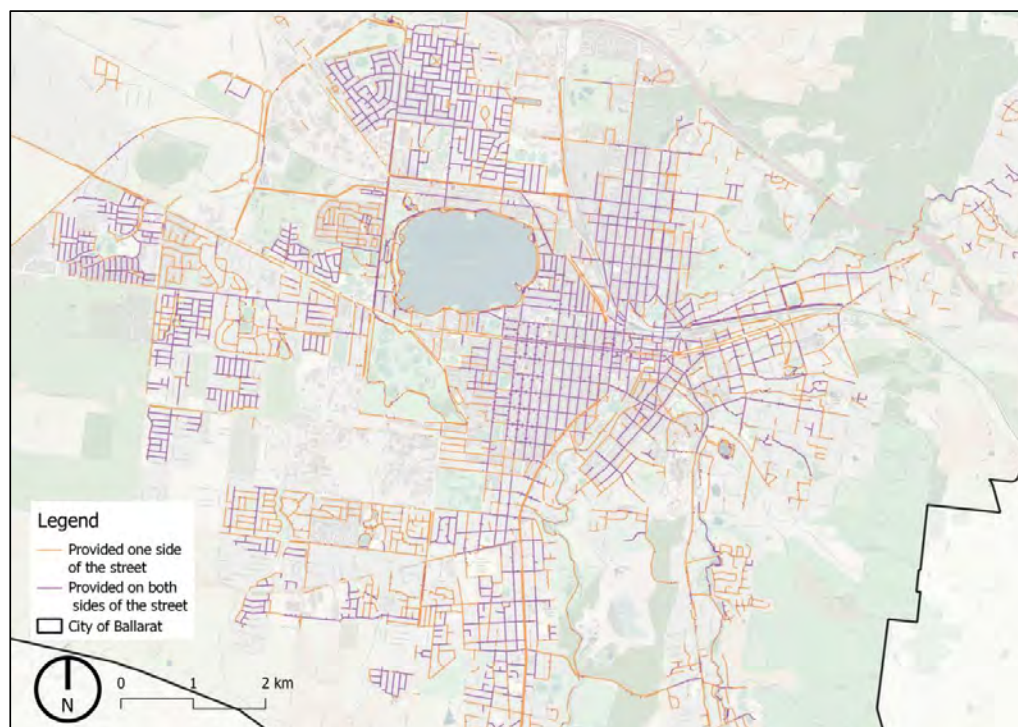 Legend
Provided one side
of the street
Provided on both
sides of the street
City of Ballarat
N
0 1 2 km